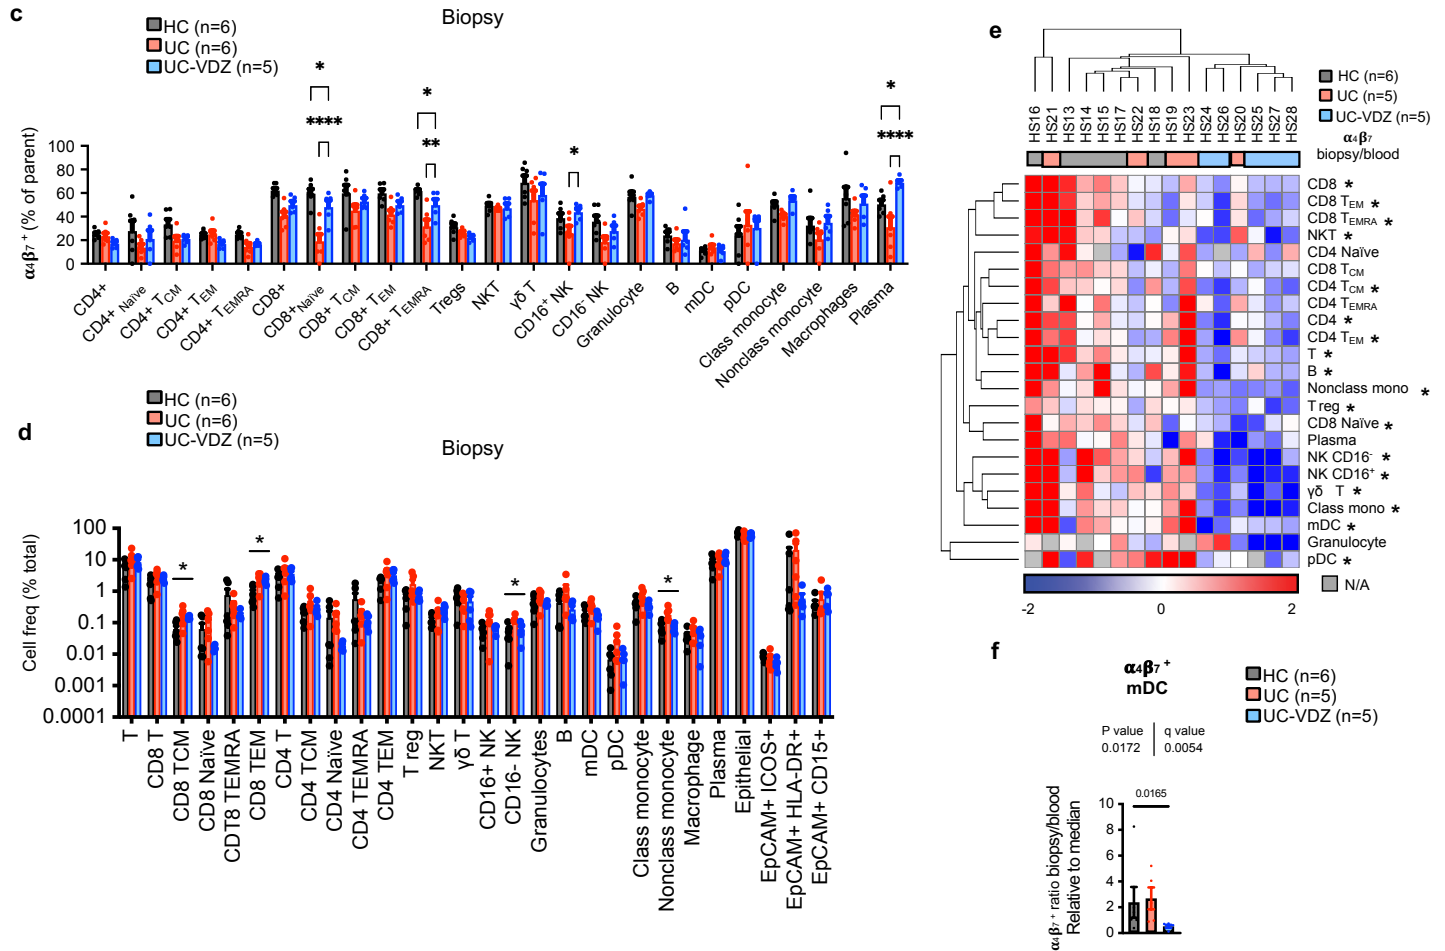 c
Biopsy
HC (n=6)
UC (n=6)
UC-VDZ (n=5)
* **** * ** * * ****
α₄β₇⁺ (% of parent)
100
80
60
40
20
0
CD4+
CD4+ Naïve
CD4+ TCM
CD4+ TEM
CD4+ TEMRA
CD8+
CD8+Naïve
CD8+ TCM
CD8+ TEM
CD8+ TEMRA
Tregs
NKT
γδ T
CD16⁺ NK
CD16⁻ NK
Granulocyte
B
mDC
pDC
Class monocyte
Nonclass monocyte
Macrophages
Plasma
d
Biopsy
HC (n=6)
UC (n=6)
UC-VDZ (n=5)
* * * *
Cell freq (% total)
100
10
1
0.1
0.01
0.001
0.0001
T
CD8 T
CD8 TCM
CD8 Naïve
CDT8 TEMRA
CD8 TEM
CD4 T
CD4 TCM
CD4 Naïve
CD4 TEMRA
CD4 TEM
T reg
NKT
γδ T
CD16+ NK
CD16- NK
Granulocytes
B
mDC
pDC
Class monocyte
Nonclass monocyte
Macrophage
Plasma
Epithelial
EpCAM+ ICOS+
EpCAM+ HLA-DR+
EpCAM+ CD15+
e
HC (n=6)
UC (n=5)
UC-VDZ (n=5)
α₄β₇
biopsy/blood
HS16
HS21
HS13
HS14
HS15
HS17
HS22
HS18
HS19
HS23
HS24
HS26
HS20
HS25
HS27
HS28
CD8 *
CD8 TEM *
CD8 TEMRA *
NKT *
CD4 Naïve
CD8 TCM
CD4 TCM *
CD4 TEMRA
CD4 *
CD4 TEM *
T *
B *
Nonclass mono *
T reg *
CD8 Naïve *
Plasma
NK CD16⁻ *
NK CD16⁺ *
γδ T *
Class mono *
mDC *
Granulocyte
pDC *
-2 0 2
N/A
f
α₄β₇⁺
mDC
HC (n=6)
UC (n=5)
UC-VDZ (n=5)
P value q value
0.0172 0.0054
0.0165
α₄β₇⁺ ratio biopsy/blood
Relative to median
10
8
6
4
2
0